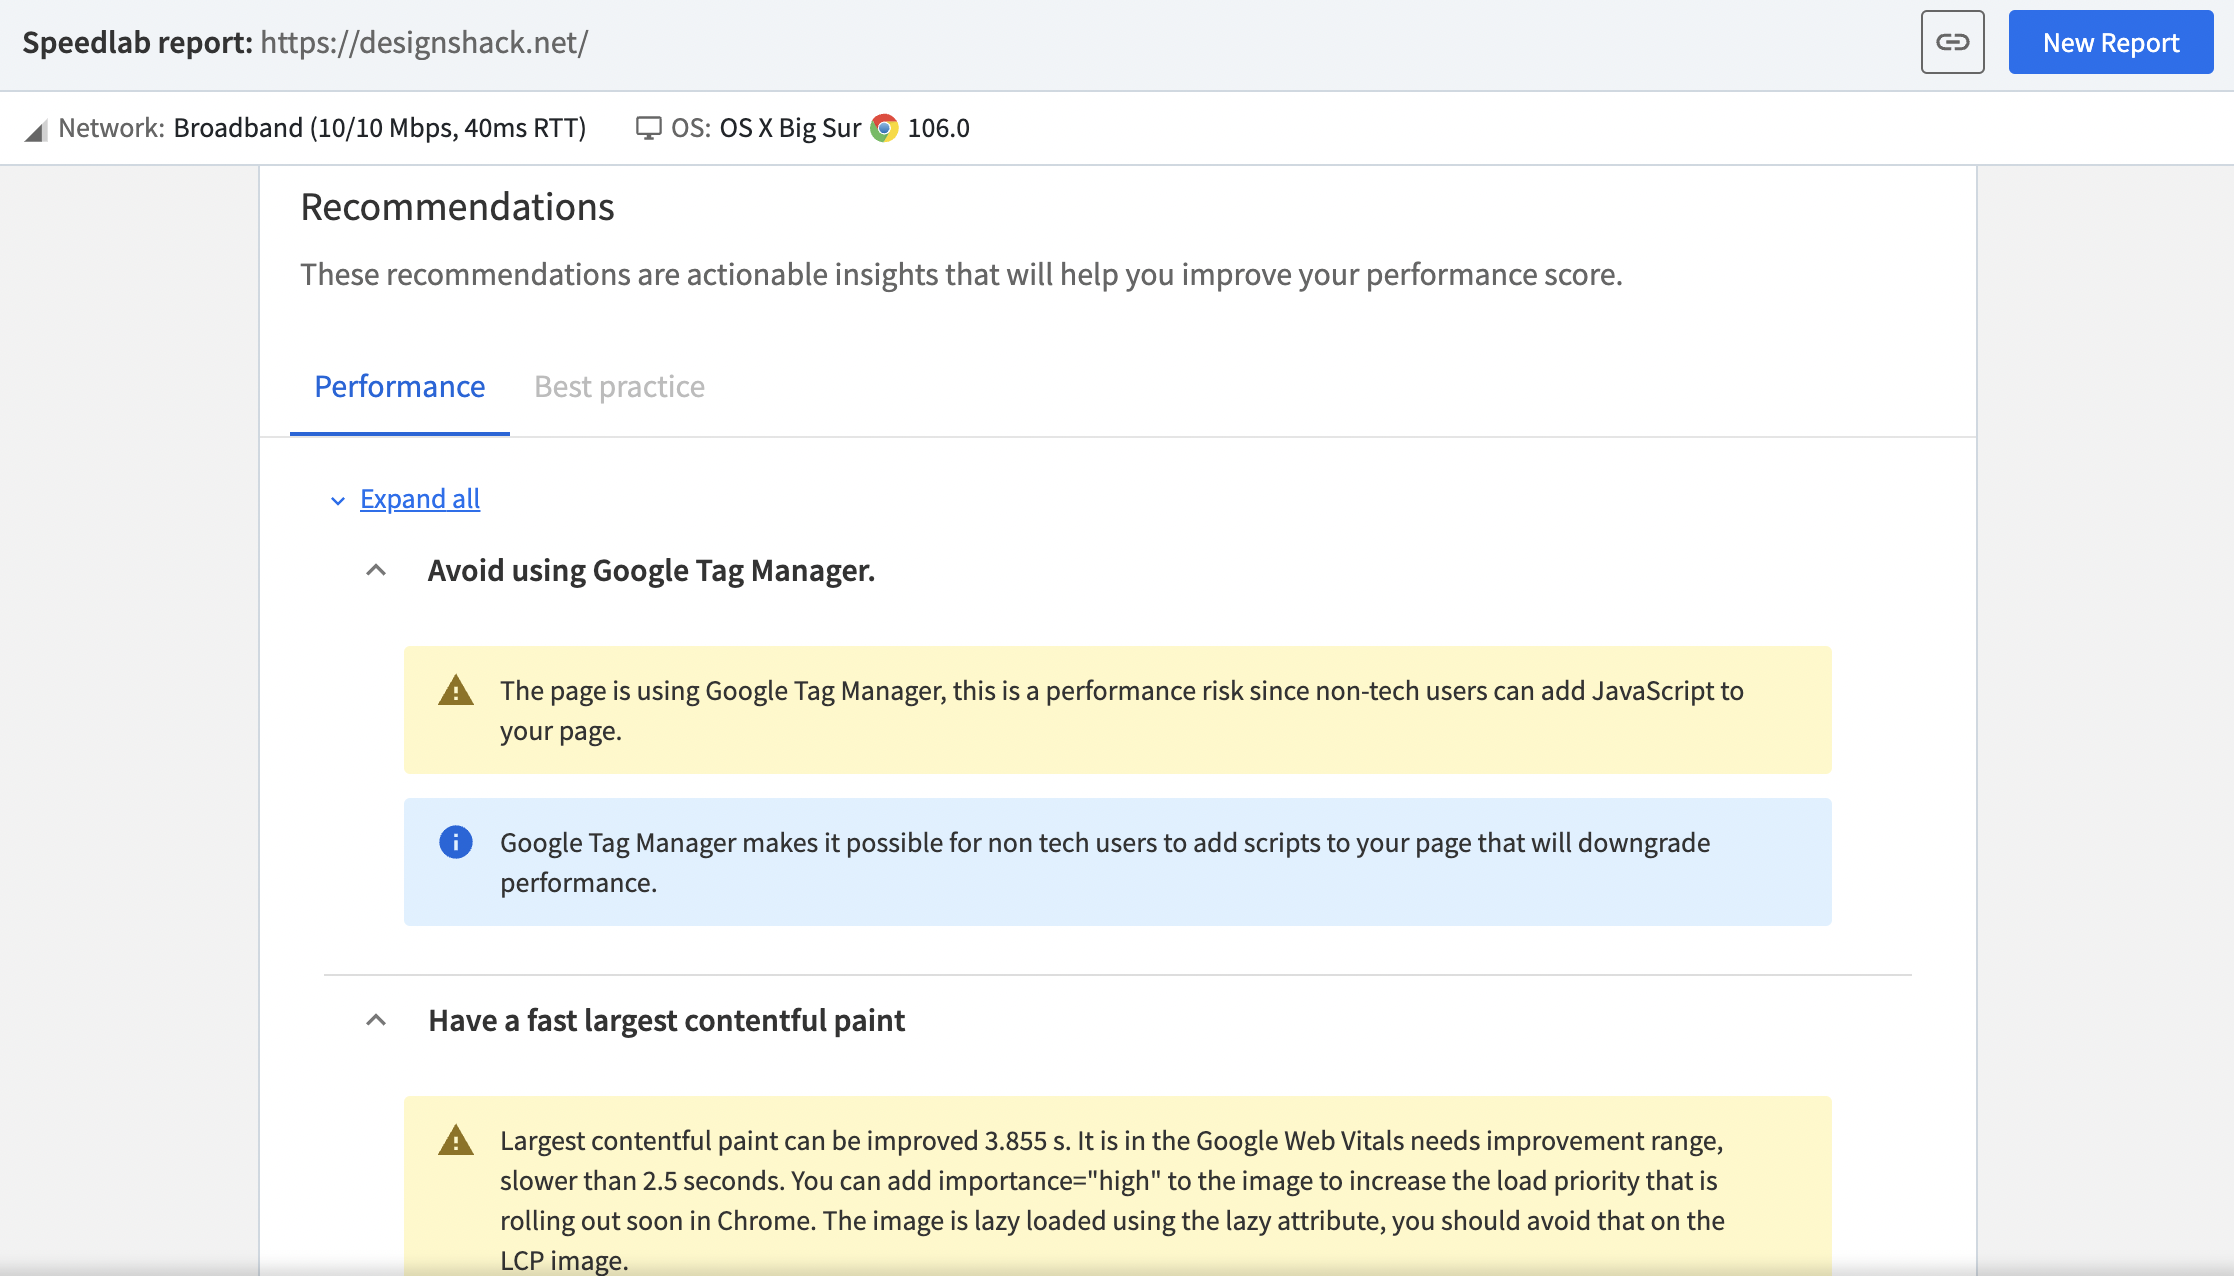 Speedlab report: https://designshack.net/
New Report
Network: Broadband (10/10 Mbps, 40ms RTT)
OS: OS X Big Sur 106.0
Recommendations
These recommendations are actionable insights that will help you improve your performance score.
Performance
Best practice
Expand all
Avoid using Google Tag Manager.
The page is using Google Tag Manager, this is a performance risk since non-tech users can add JavaScript to
your page.
Google Tag Manager makes it possible for non tech users to add scripts to your page that will downgrade
performance.
Have a fast largest contentful paint
Largest contentful paint can be improved 3.855 s. It is in the Google Web Vitals needs improvement range,
slower than 2.5 seconds. You can add importance="high" to the image to increase the load priority that is
rolling out soon in Chrome. The image is lazy loaded using the lazy attribute, you should avoid that on the
LCP image.